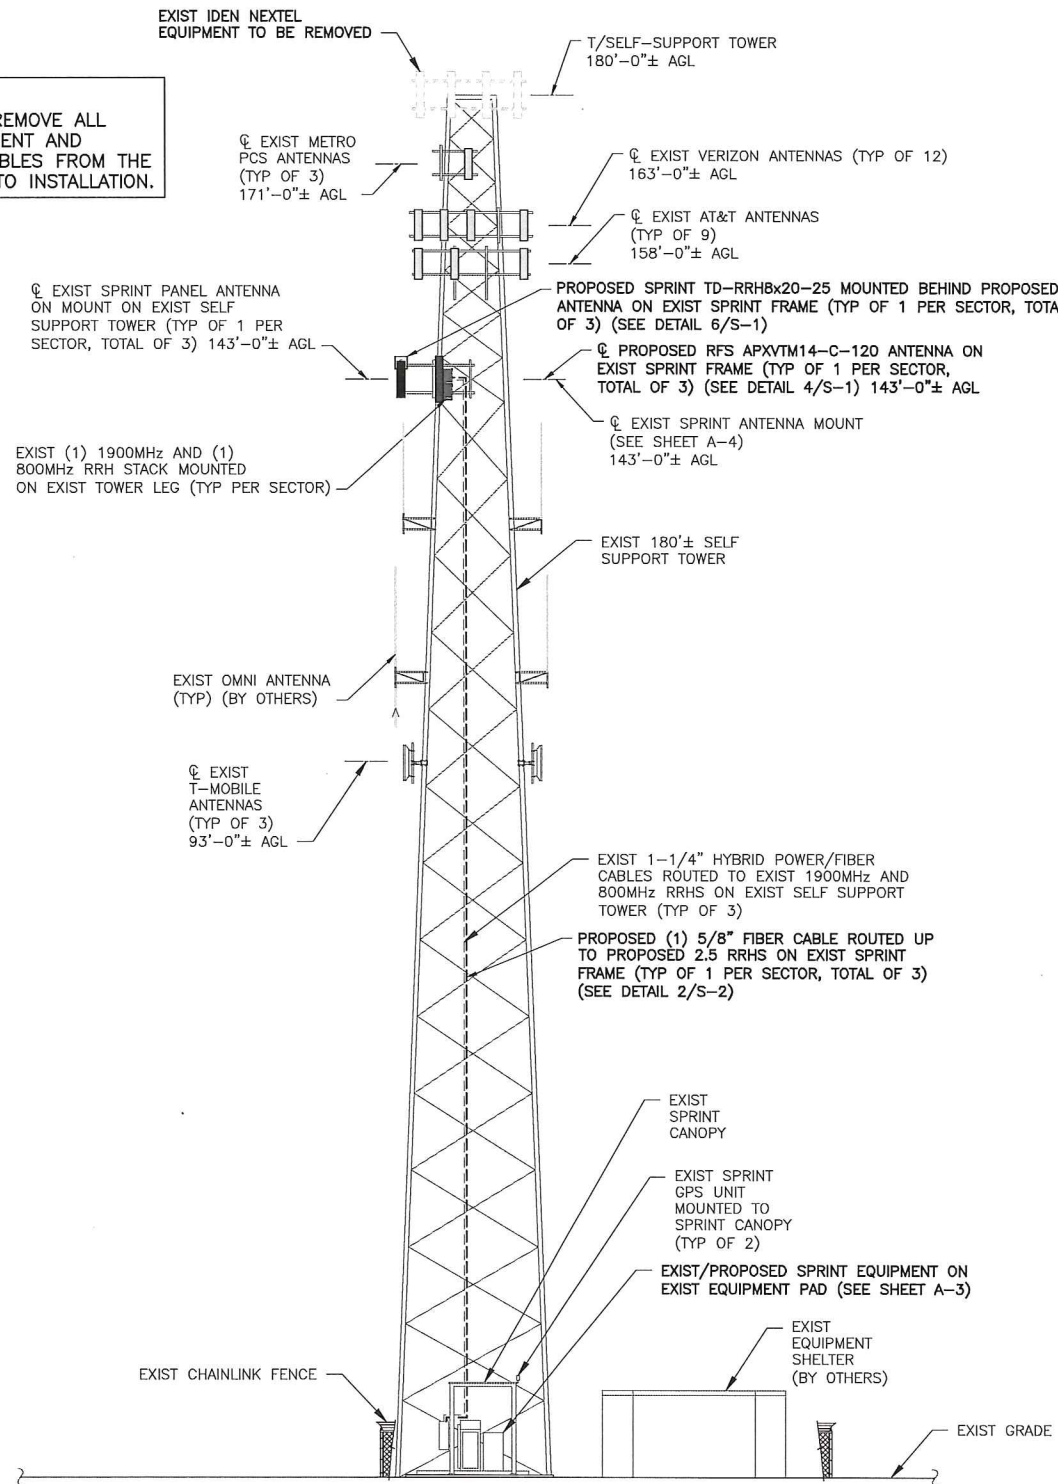 EXIST IDEN NEXTEL
EQUIPMENT TO BE REMOVED
T/SELF-SUPPORT TOWER
180'-0"± AGL
REMOVE ALL
ENT AND
BLES FROM THE
TO INSTALLATION.
℄ EXIST METRO
PCS ANTENNAS
(TYP OF 3)
171'-0"± AGL
℄ EXIST VERIZON ANTENNAS (TYP OF 12)
163'-0"± AGL
℄ EXIST AT&T ANTENNAS
(TYP OF 9)
158'-0"± AGL
℄ EXIST SPRINT PANEL ANTENNA
ON MOUNT ON EXIST SELF
SUPPORT TOWER (TYP OF 1 PER
SECTOR, TOTAL OF 3) 143'-0"± AGL
PROPOSED SPRINT TD-RRH8x20-25 MOUNTED BEHIND PROPOSED
ANTENNA ON EXIST SPRINT FRAME (TYP OF 1 PER SECTOR, TOTA
OF 3) (SEE DETAIL 6/S-1)
℄ PROPOSED RFS APXVTM14-C-120 ANTENNA ON
EXIST SPRINT FRAME (TYP OF 1 PER SECTOR,
TOTAL OF 3) (SEE DETAIL 4/S-1) 143'-0"± AGL
℄ EXIST SPRINT ANTENNA MOUNT
(SEE SHEET A-4)
143'-0"± AGL
EXIST (1) 1900MHz AND (1)
800MHz RRH STACK MOUNTED
ON EXIST TOWER LEG (TYP PER SECTOR)
EXIST 180'± SELF
SUPPORT TOWER
EXIST OMNI ANTENNA
(TYP) (BY OTHERS)
℄ EXIST
T-MOBILE
ANTENNAS
(TYP OF 3)
93'-0"± AGL
EXIST 1-1/4" HYBRID POWER/FIBER
CABLES ROUTED TO EXIST 1900MHz AND
800MHz RRHS ON EXIST SELF SUPPORT
TOWER (TYP OF 3)
PROPOSED (1) 5/8" FIBER CABLE ROUTED UP
TO PROPOSED 2.5 RRHS ON EXIST SPRINT
FRAME (TYP OF 1 PER SECTOR, TOTAL OF 3)
(SEE DETAIL 2/S-2)
EXIST
SPRINT
CANOPY
EXIST SPRINT
GPS UNIT
MOUNTED TO
SPRINT CANOPY
(TYP OF 2)
EXIST/PROPOSED SPRINT EQUIPMENT ON
EXIST EQUIPMENT PAD (SEE SHEET A-3)
EXIST
EQUIPMENT
SHELTER
(BY OTHERS)
EXIST CHAINLINK FENCE
EXIST GRADE